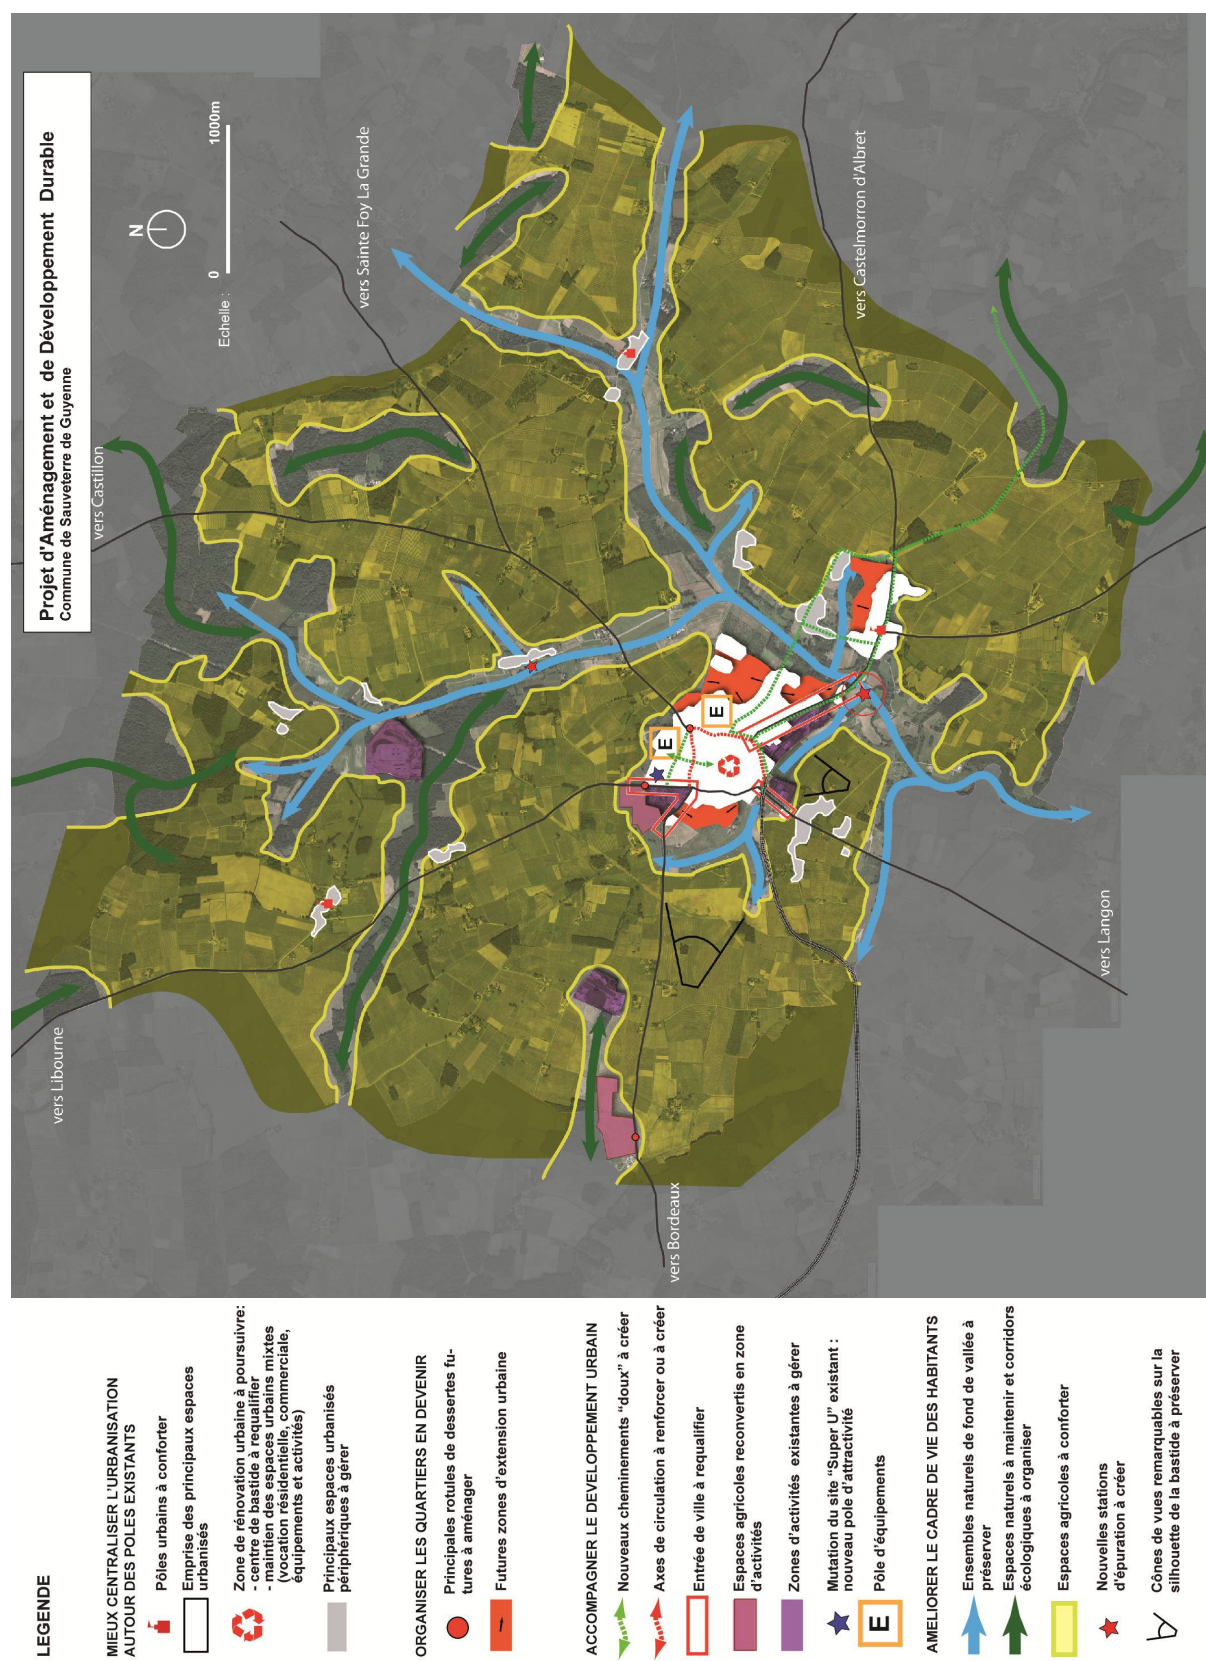 Projet d'Aménagement et de Développement Durable
Commune de Sauveterre de Guyenne
N
Echelle :
0
1000m
vers Libourne
vers Castillon
vers Sainte Foy La Grande
vers Castelmorron d'Albret
vers Bordeaux
vers Langon
E
E
LEGENDE
MIEUX CENTRALISER L'URBANISATION
AUTOUR DES POLES EXISTANTS
Pôles urbains à conforter
Emprise des principaux espaces
urbanisés
Zone de rénovation urbaine à poursuivre:
- centre de bastide à requalifier
- maintien des espaces urbains mixtes
(vocation résidentielle, commerciale,
équipements et activités)
Principaux espaces urbanisés
périphériques à gérer
ORGANISER LES QUARTIERS EN DEVENIR
Principales rotules de dessertes fu-
tures à aménager
Futures zones d'extension urbaine
ACCOMPAGNER LE DEVELOPPEMENT URBAIN
Nouveaux cheminements "doux" à créer
Axes de circulation à renforcer ou à créer
Entrée de ville à requalifier
Espaces agricoles reconvertis en zone
d'activités
Zones d'activités existantes à gérer
Mutation du site "Super U" existant :
nouveau pole d'attractivité
E
Pôle d'équipements
AMELIORER LE CADRE DE VIE DES HABITANTS
Ensembles naturels de fond de vallée à
préserver
Espaces naturels à maintenir et corridors
écologiques à organiser
Espaces agricoles à conforter
Nouvelles stations
d'épuration à créer
Cônes de vues remarquables sur la
silhouette de la bastide à préserver